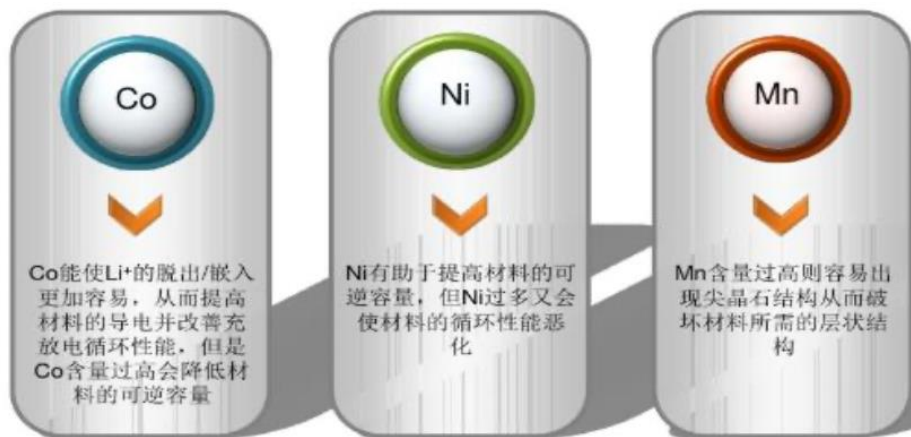 Co
Ni
Mn
Co能使Li⁺的脱出/嵌入
更加容易，从而提高
材料的导电并改善充
放电循环性能，但是
Co含量过高会降低材
料的可逆容量
Ni有助于提高材料的可
逆容量，但Ni过多又会
使材料的循环性能恶
化
Mn含量过高则容易出
现尖晶石结构从而破
坏材料所需的层状结
构